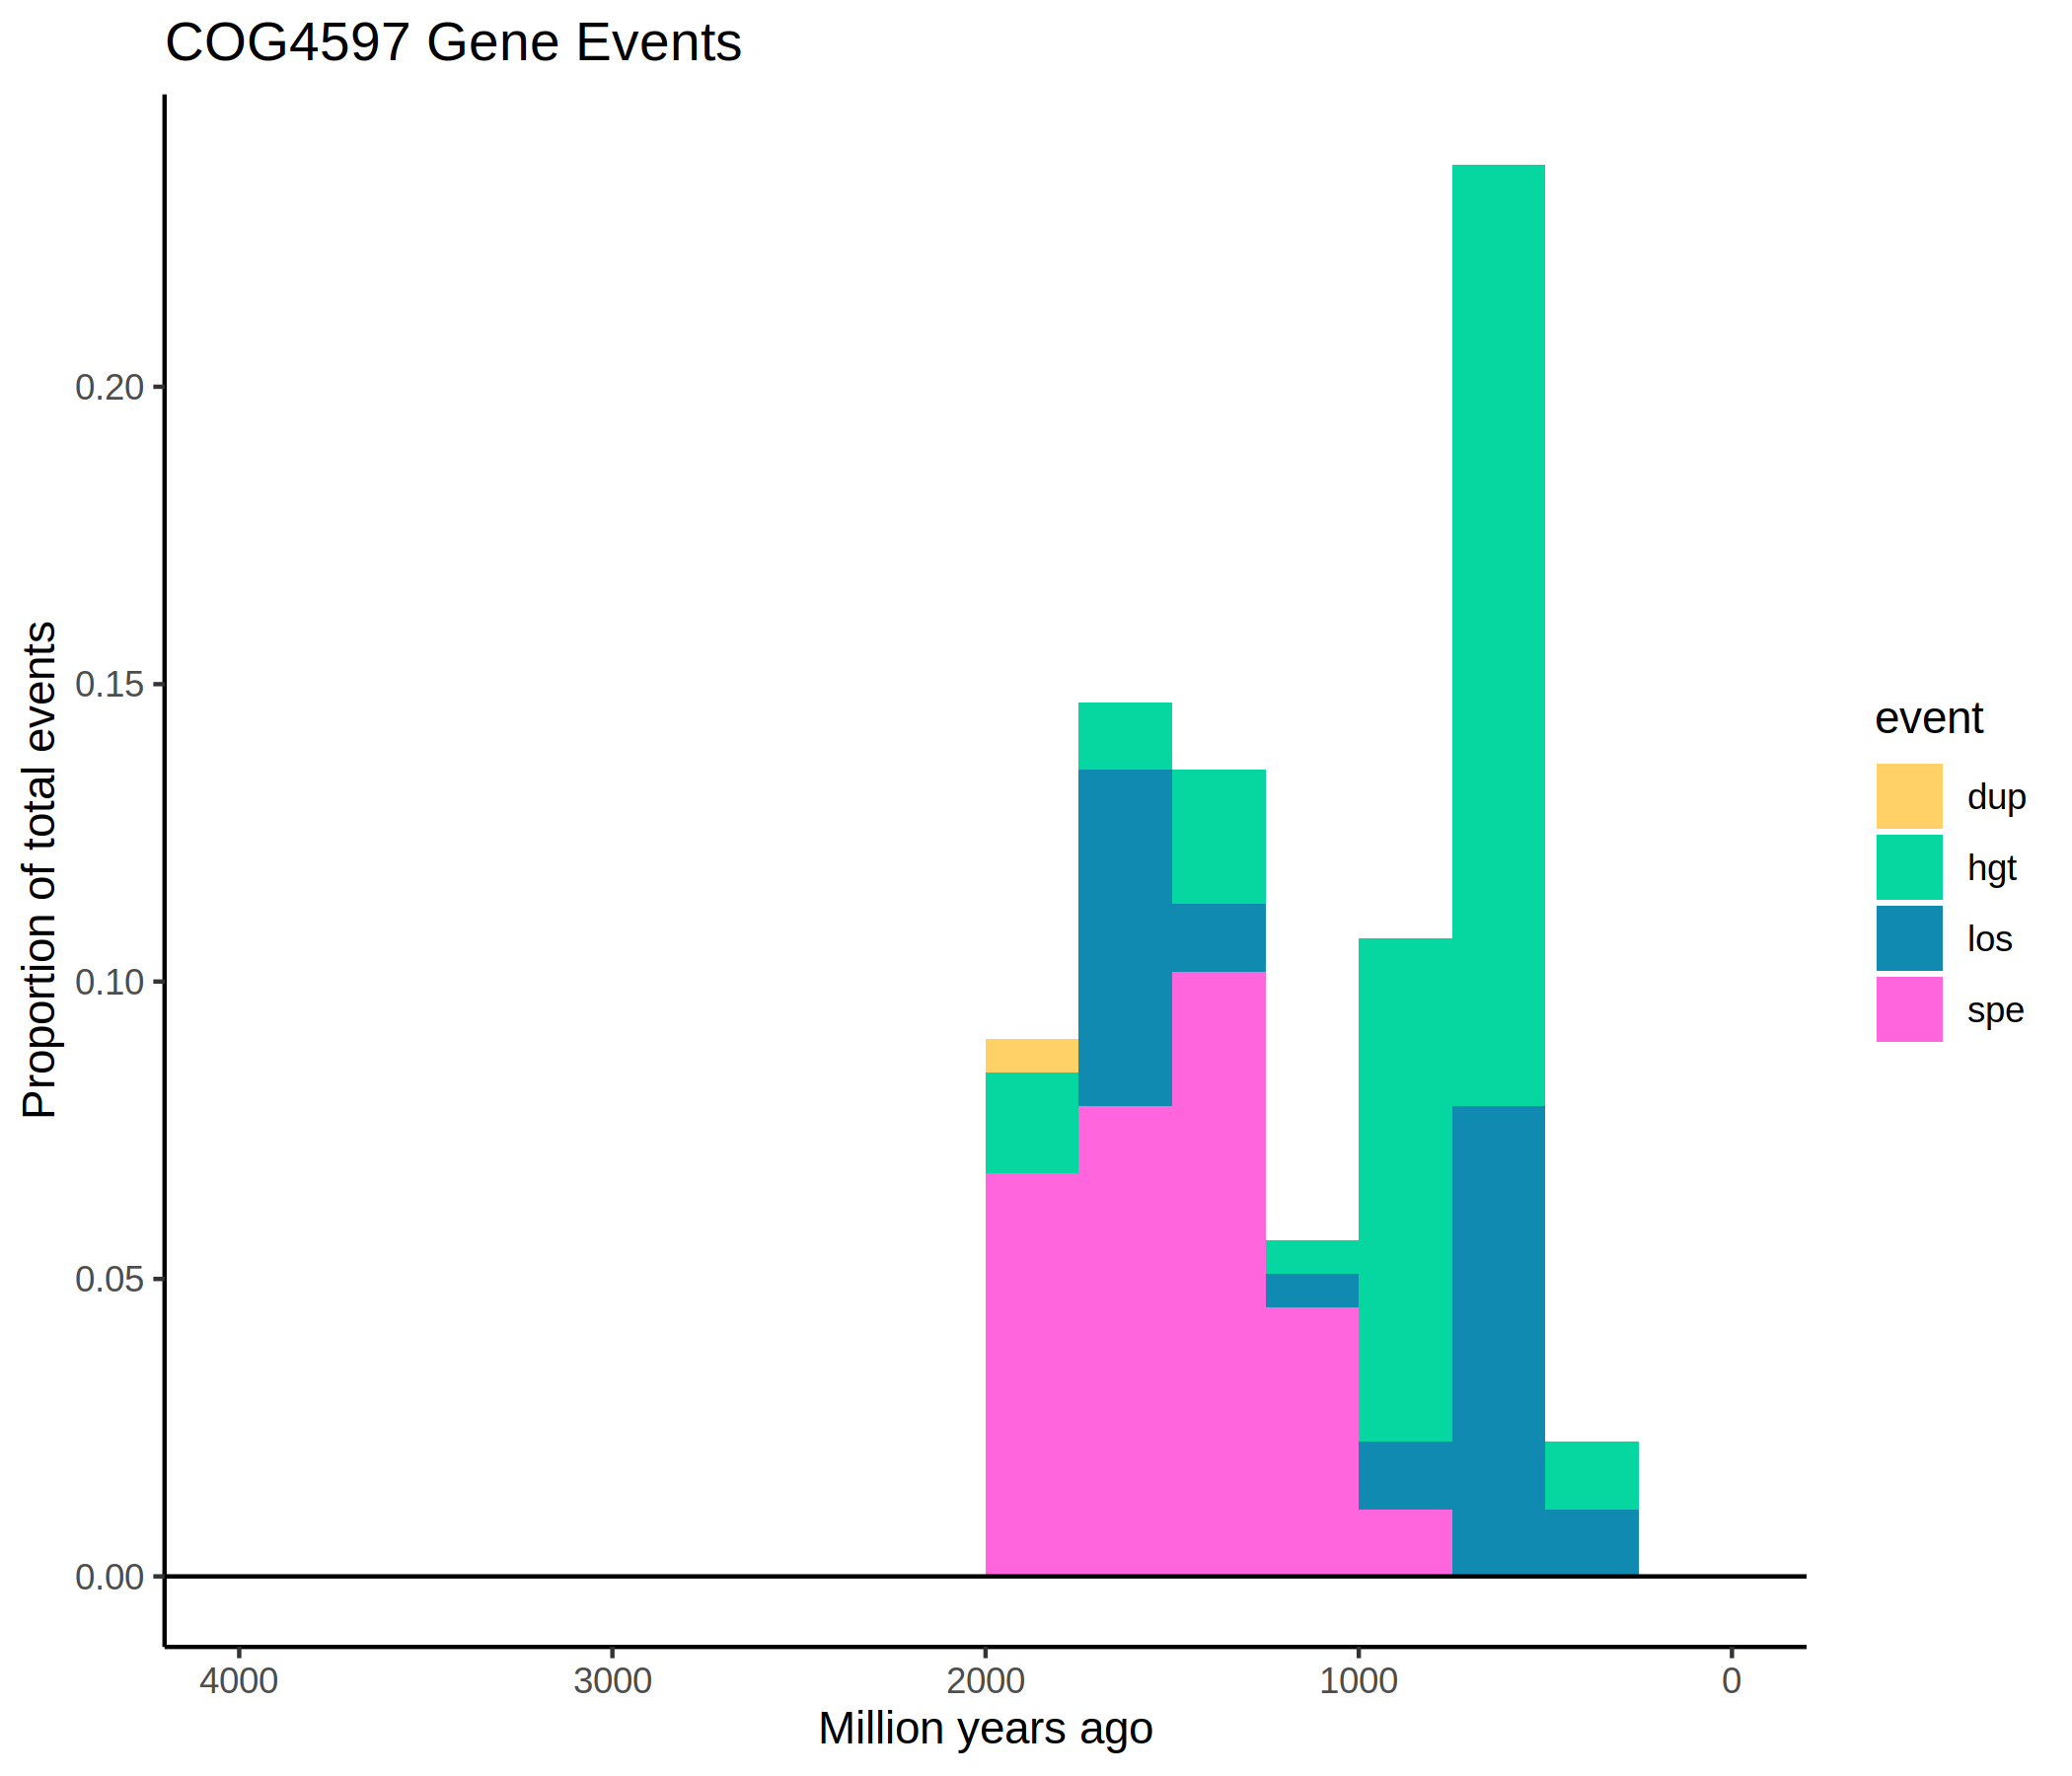 COG4597 Gene Events
Proportion of total events
0.20
0.15
0.10
0.05
0.00
4000 3000 2000 1000 0
Million years ago
event
dup
hgt
los
spe